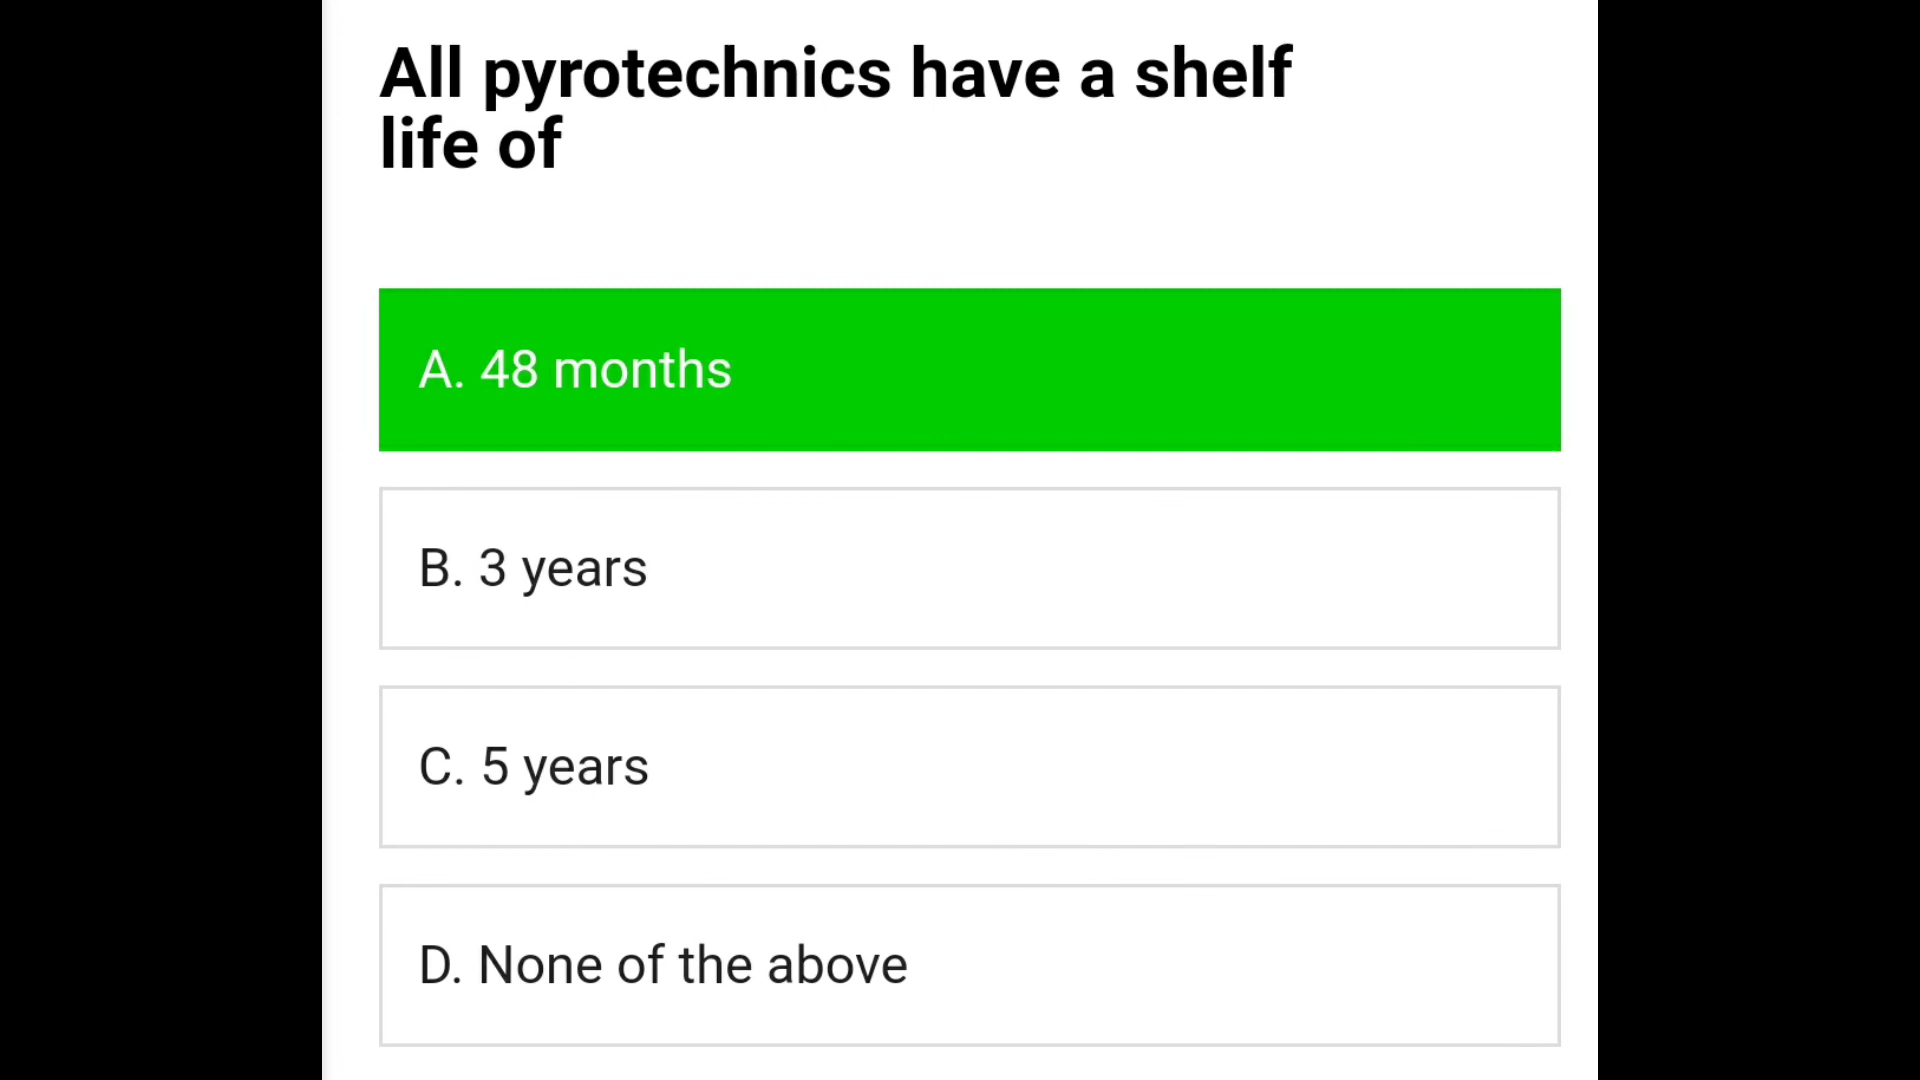 All pyrotechnics have a shelf
life of
A. 48 months
B. 3 years
C. 5 years
D. None of the above